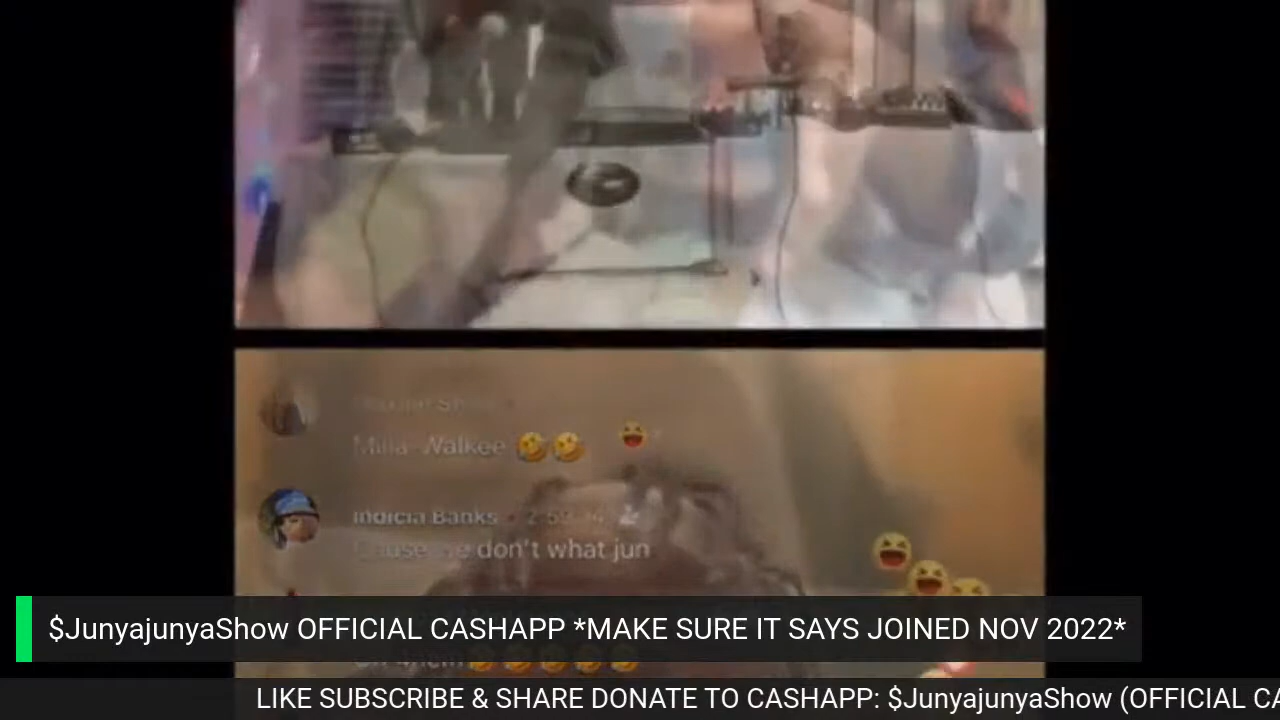 Milla Walkee 🤣🤣
Indicia Banks
don't what jun
$JunyajunyaShow OFFICIAL CASHAPP *MAKE SURE IT SAYS JOINED NOV 2022*
LIKE SUBSCRIBE & SHARE DONATE TO CASHAPP: $JunyajunyaShow (OFFICIAL CA